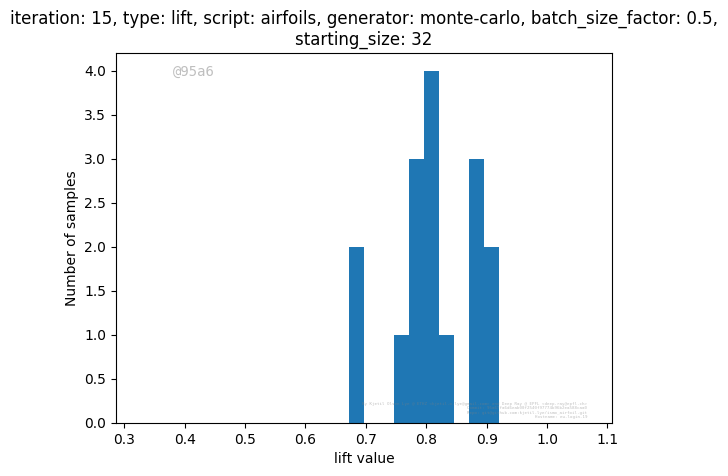 iteration: 15, type: lift, script: airfoils, generator: monte-carlo, batch_size_factor: 0.5,
starting_size: 32
@95a6
4.0
3.5
3.0
2.5
2.0
1.5
1.0
0.5
0.0
Number of samples
0.3 0.4 0.5 0.6 0.7 0.8 0.9 1.0 1.1
lift value